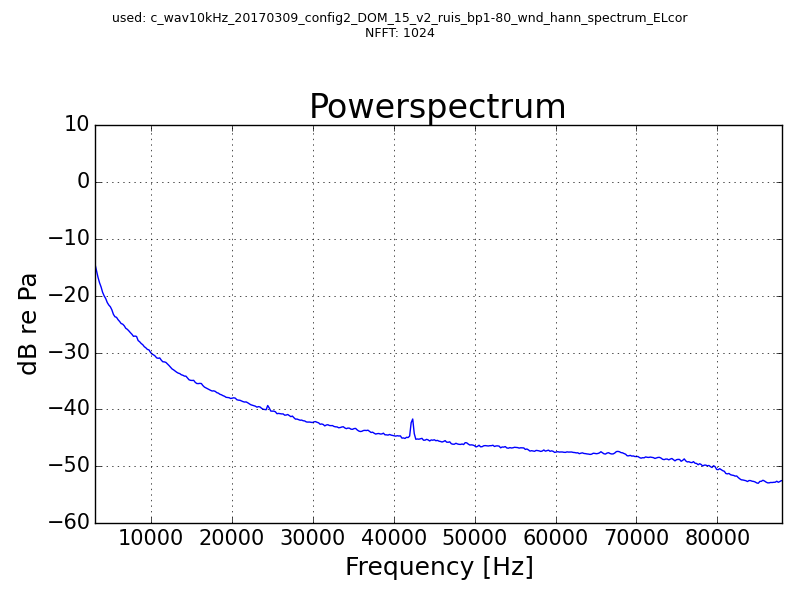 used: c_wav10kHz_20170309_config2_DOM_15_v2_ruis_bp1-80_wnd_hann_spectrum_ELcor
NFFT: 1024
Powerspectrum
10
0
−10
−20
−30
−40
−50
−60
dB re Pa
10000 20000 30000 40000 50000 60000 70000 80000
Frequency [Hz]